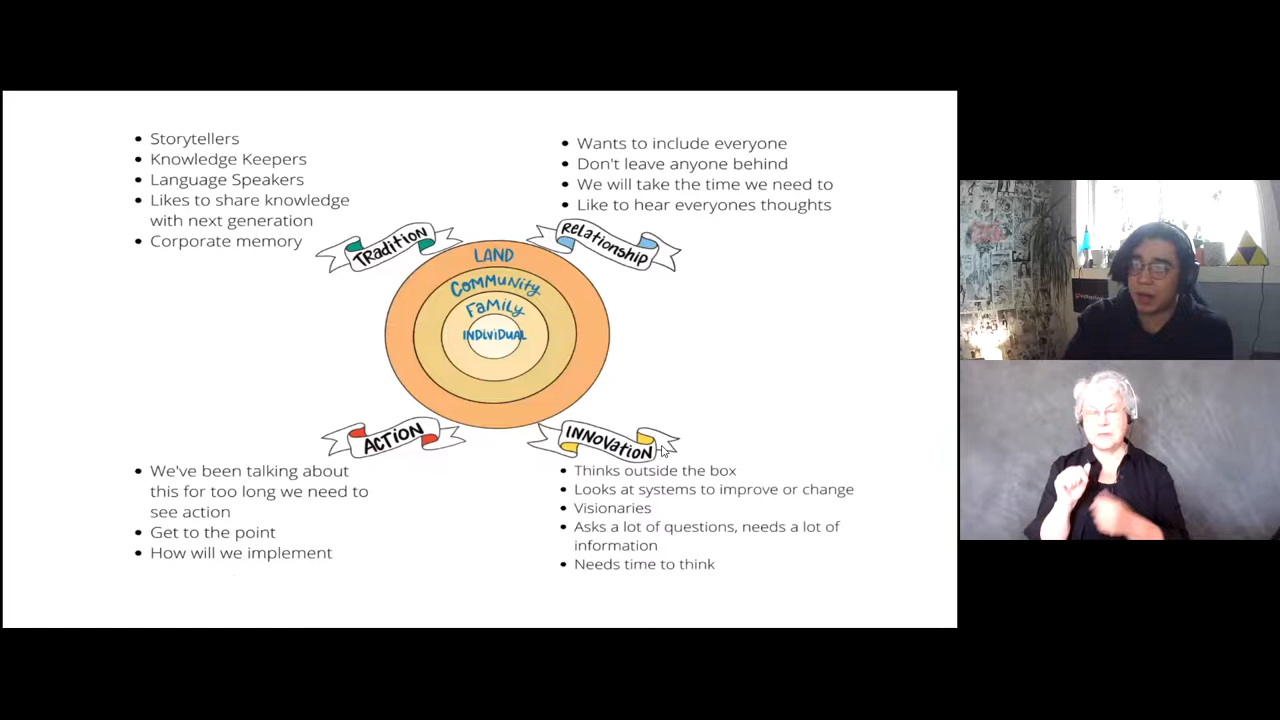 Storytellers
Knowledge Keepers
Language Speakers
Likes to share knowledge
with next generation
Corporate memory
Wants to include everyone
Don't leave anyone behind
We will take the time we need to
Like to hear everyones thoughts
TRADITION
RELATIONSHIP
LAND
COMMUNITY
FAMILY
INDIVIDUAL
ACTION
INNOVATION
We've been talking about
this for too long we need to
see action
Get to the point
How will we implement
Thinks outside the box
Looks at systems to improve or change
Visionaries
Asks a lot of questions, needs a lot of
information
Needs time to think